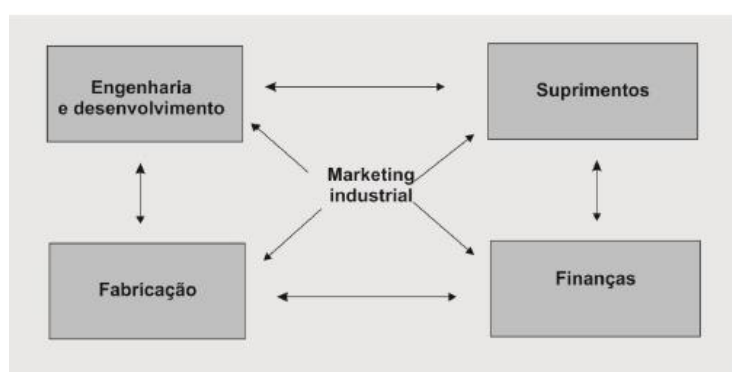 Engenharia
e desenvolvimento
Suprimentos
Marketing
industrial
Fabricação
Finanças